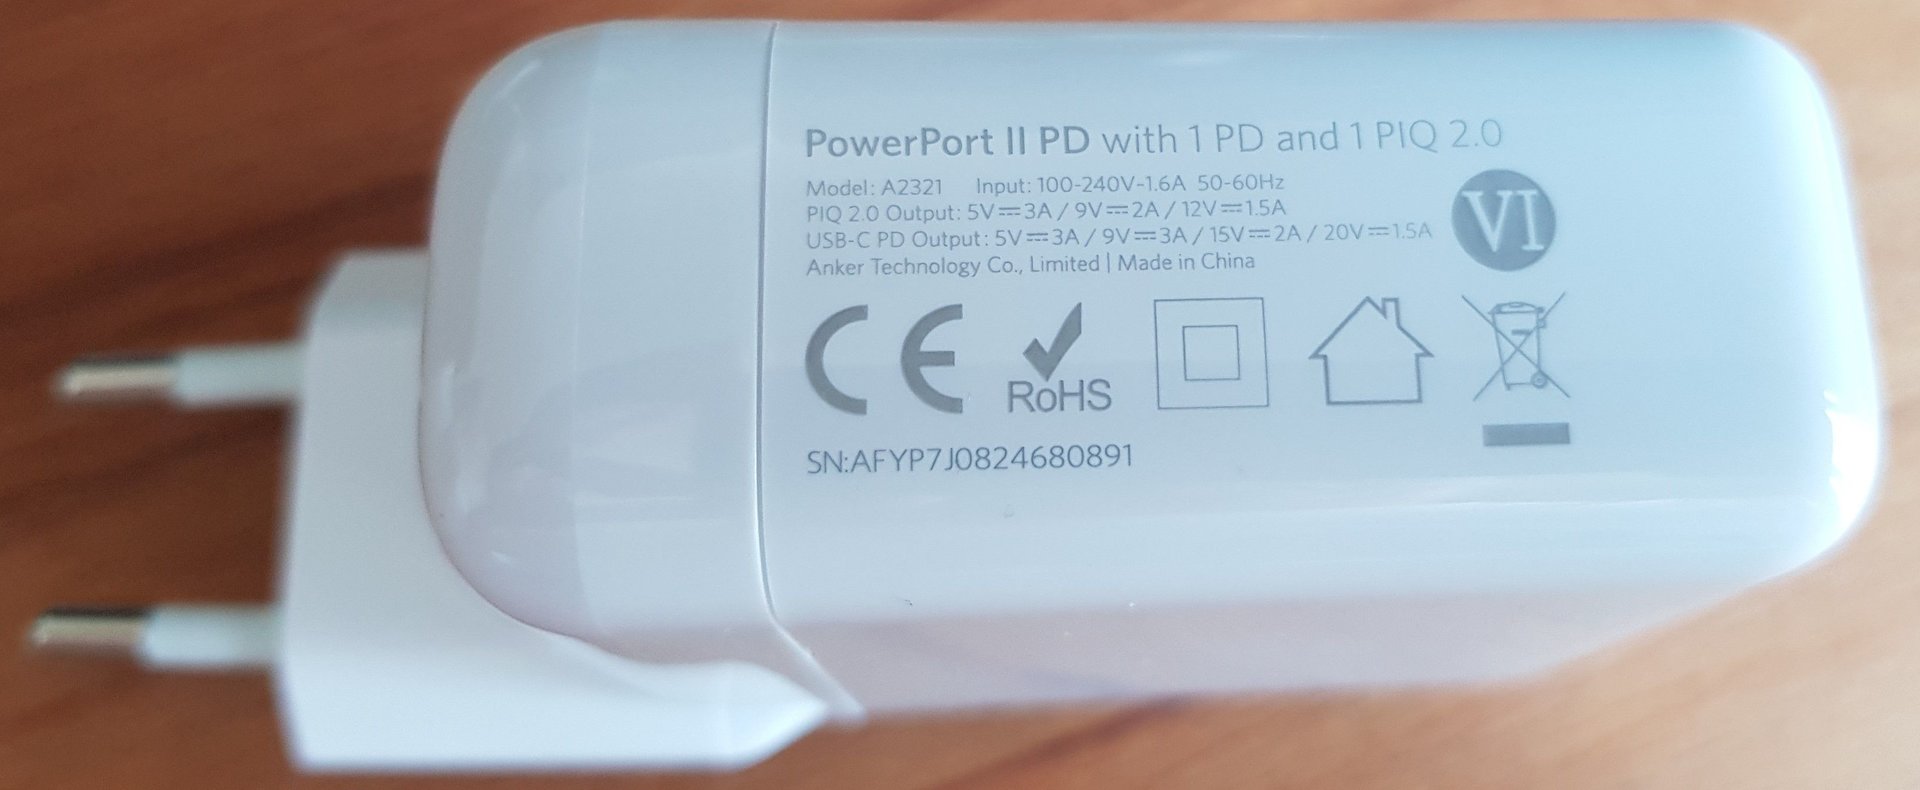 PowerPort II PD with 1 PD and 1 PIQ 2.0
Model: A2321 Input: 100-240V~1.6A 50-60Hz
PIQ 2.0 Output: 5V⎓3A / 9V⎓2A / 12V⎓1.5A
USB-C PD Output: 5V⎓3A / 9V⎓3A / 15V⎓2A / 20V⎓1.5A
Anker Technology Co., Limited | Made in China
VI
CE
RoHS
SN:AFYP7J0824680891